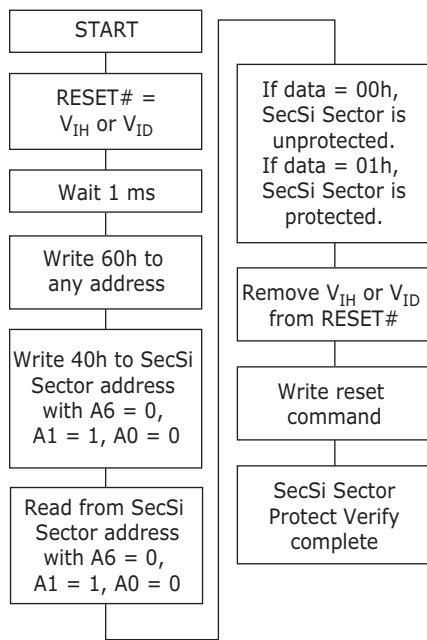 START
RESET# =
V_IH or V_ID
Wait 1 ms
Write 60h to
any address
Write 40h to SecSi
Sector address
with A6 = 0,
A1 = 1, A0 = 0
Read from SecSi
Sector address
with A6 = 0,
A1 = 1, A0 = 0
If data = 00h,
SecSi Sector is
unprotected.
If data = 01h,
SecSi Sector is
protected.
Remove V_IH or V_ID
from RESET#
Write reset
command
SecSi Sector
Protect Verify
complete